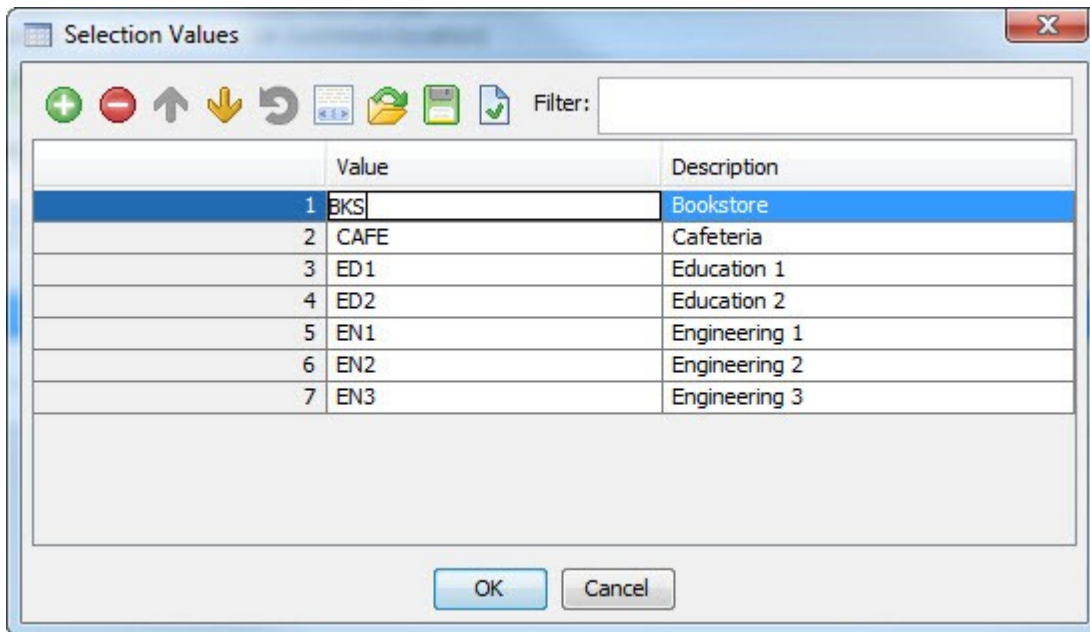 Selection Values
Filter:
Value Description
1 BKS Bookstore
2 CAFE Cafeteria
3 ED1 Education 1
4 ED2 Education 2
5 EN1 Engineering 1
6 EN2 Engineering 2
7 EN3 Engineering 3
OK Cancel